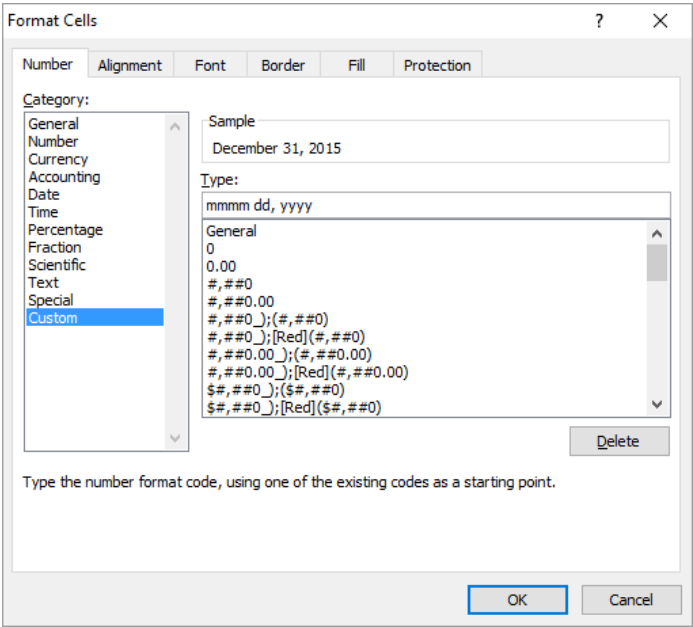 Format Cells ? ×
Number Alignment Font Border Fill Protection
Category:
General
Number
Currency
Accounting
Date
Time
Percentage
Fraction
Scientific
Text
Special
Custom
Sample
December 31, 2015
Type:
mmmm dd, yyyy
General
0
0.00
#,##0
#,##0.00
#,##0_);(#,##0)
#,##0_);[Red](#,##0)
#,##0.00_);(#,##0.00)
#,##0.00_);[Red](#,##0.00)
$#,##0_);($#,##0)
$#,##0_);[Red]($#,##0)
Delete
Type the number format code, using one of the existing codes as a starting point.
OK Cancel